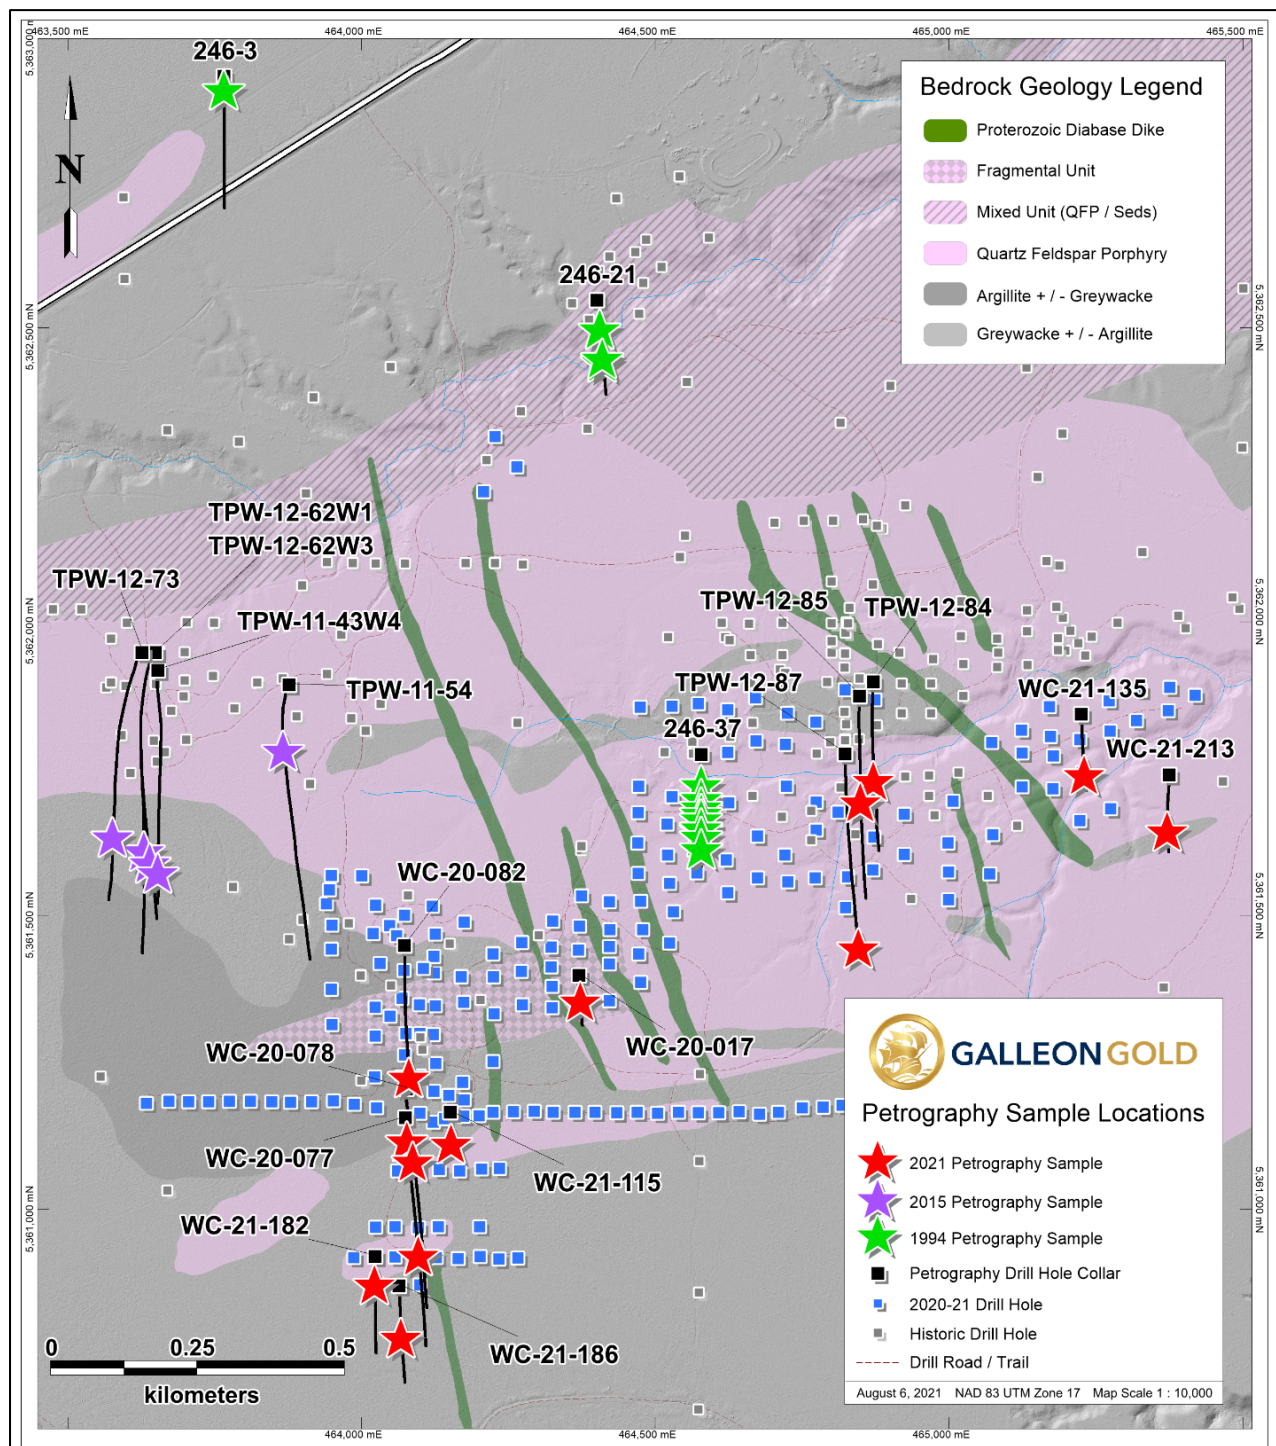 463,500 mE
464,000 mE
464,500 mE
465,000 mE
465,500 mE
5,363,000 m
246-3
N
Bedrock Geology Legend
Proterozoic Diabase Dike
Fragmental Unit
Mixed Unit (QFP / Seds)
Quartz Feldspar Porphyry
Argillite + / - Greywacke
Greywacke + / - Argillite
246-21
5,362,500 mN
5,362,500 mN
TPW-12-62W1
TPW-12-62W3
TPW-12-73
TPW-11-43W4
TPW-12-85
TPW-12-84
5,362,000 mN
5,362,000 mN
TPW-11-54
TPW-12-87
WC-21-135
246-37
WC-21-213
WC-20-082
5,361,500 mN
5,361,500 mN
WC-20-078
WC-20-017
GALLEON GOLD
Petrography Sample Locations
2021 Petrography Sample
2015 Petrography Sample
1994 Petrography Sample
Petrography Drill Hole Collar
2020-21 Drill Hole
Historic Drill Hole
Drill Road / Trail
August 6, 2021 NAD 83 UTM Zone 17 Map Scale 1 : 10,000
WC-20-077
WC-21-115
5,361,000 mN
5,361,000 mN
WC-21-182
WC-21-186
0 0.25 0.5
kilometers
464,000 mE
464,500 mE
465,000 mE